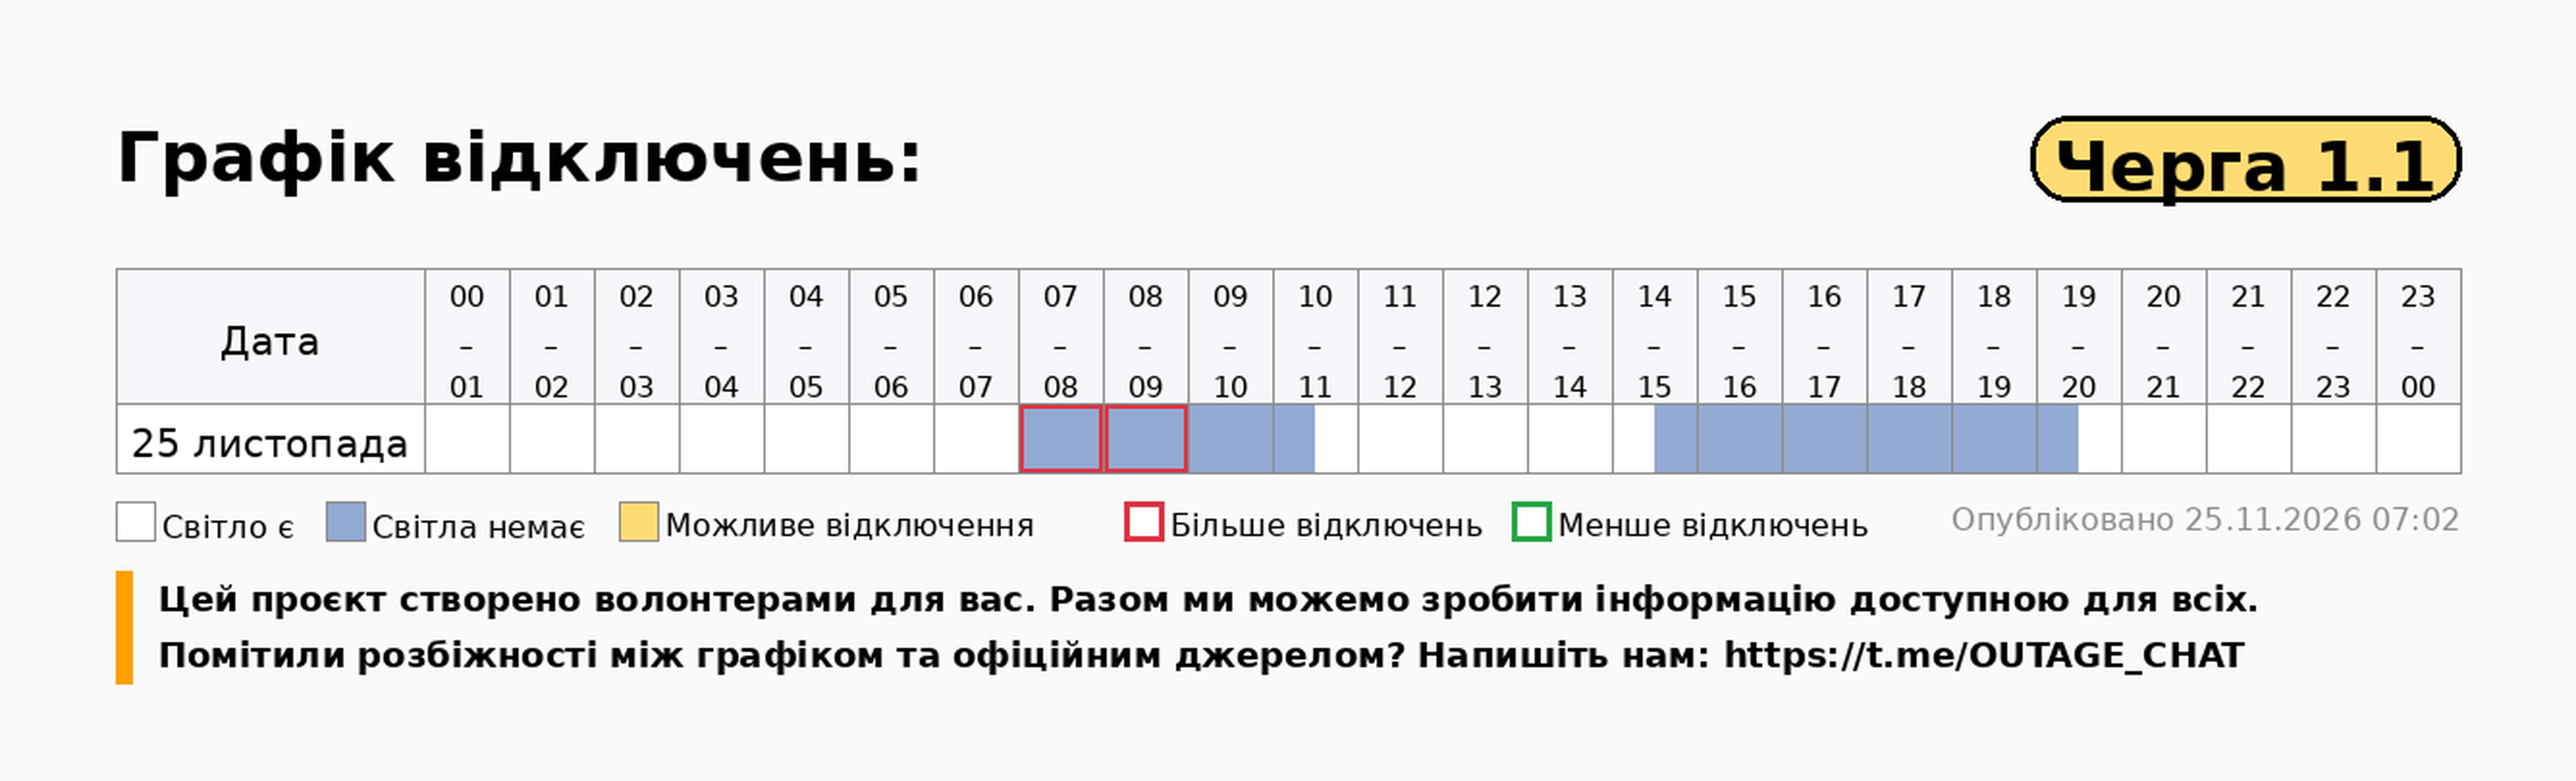 Графік відключень:
Черга 1.1
Дата 00 – 01 01 – 02 02 – 03 03 – 04 04 – 05 05 – 06 06 – 07 07 – 08 08 – 09 09 – 10 10 – 11 11 – 12 12 – 13 13 – 14 14 – 15 15 – 16 16 – 17 17 – 18 18 – 19 19 – 20 20 – 21 21 – 22 22 – 23 23 – 00
25 листопада
Світло є Світла немає Можливе відключення Більше відключень Менше відключень Опубліковано 25.11.2026 07:02
Цей проєкт створено волонтерами для вас. Разом ми можемо зробити інформацію доступною для всіх.
Помітили розбіжності між графіком та офіційним джерелом? Напишіть нам: https://t.me/OUTAGE_CHAT